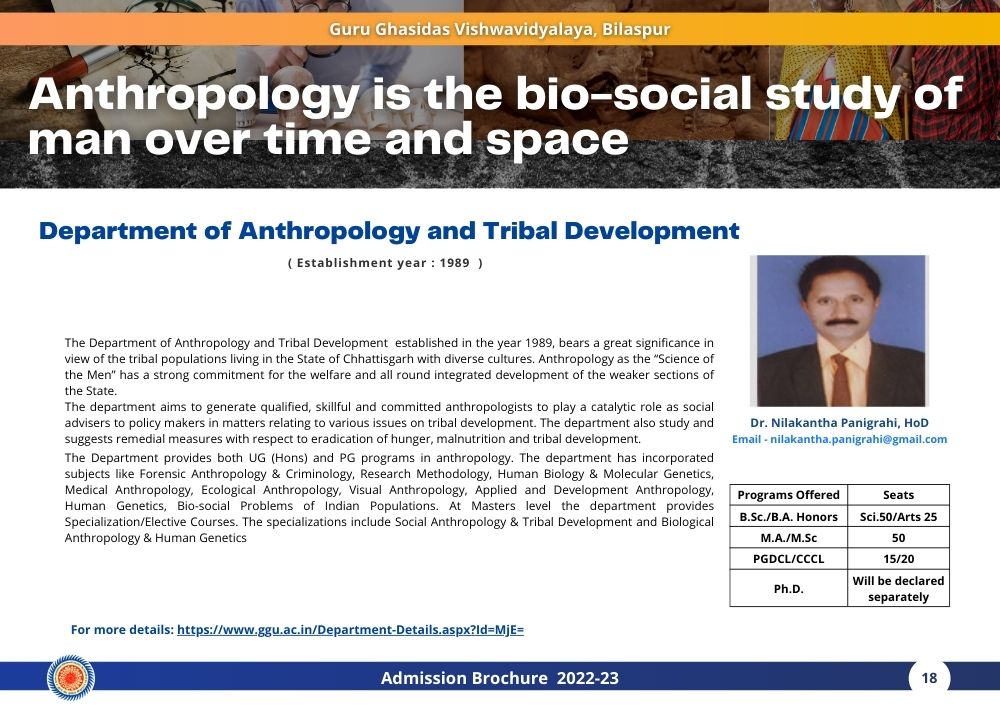 Guru Ghasidas Vishwavidyalaya, Bilaspur
Anthropology is the bio-social study of
man over time and space
Department of Anthropology and Tribal Development
( Establishment year : 1989 )
The Department of Anthropology and Tribal Development established in the year 1989, bears a great significance in
view of the tribal populations living in the State of Chhattisgarh with diverse cultures. Anthropology as the “Science of
the Men” has a strong commitment for the welfare and all round integrated development of the weaker sections of
the State.
The department aims to generate qualified, skillful and committed anthropologists to play a catalytic role as social
advisers to policy makers in matters relating to various issues on tribal development. The department also study and
suggests remedial measures with respect to eradication of hunger, malnutrition and tribal development.
The Department provides both UG (Hons) and PG programs in anthropology. The department has incorporated
subjects like Forensic Anthropology & Criminology, Research Methodology, Human Biology & Molecular Genetics,
Medical Anthropology, Ecological Anthropology, Visual Anthropology, Applied and Development Anthropology,
Human Genetics, Bio-social Problems of Indian Populations. At Masters level the department provides
Specialization/Elective Courses. The specializations include Social Anthropology & Tribal Development and Biological
Anthropology & Human Genetics
Dr. Nilakantha Panigrahi, HoD
Email - nilakantha.panigrahi@gmail.com
Programs Offered Seats
B.Sc./B.A. Honors Sci.50/Arts 25
M.A./M.Sc 50
PGDCL/CCCL 15/20
Ph.D. Will be declared
separately
For more details: https://www.ggu.ac.in/Department-Details.aspx?Id=MjE=
Admission Brochure 2022-23
18